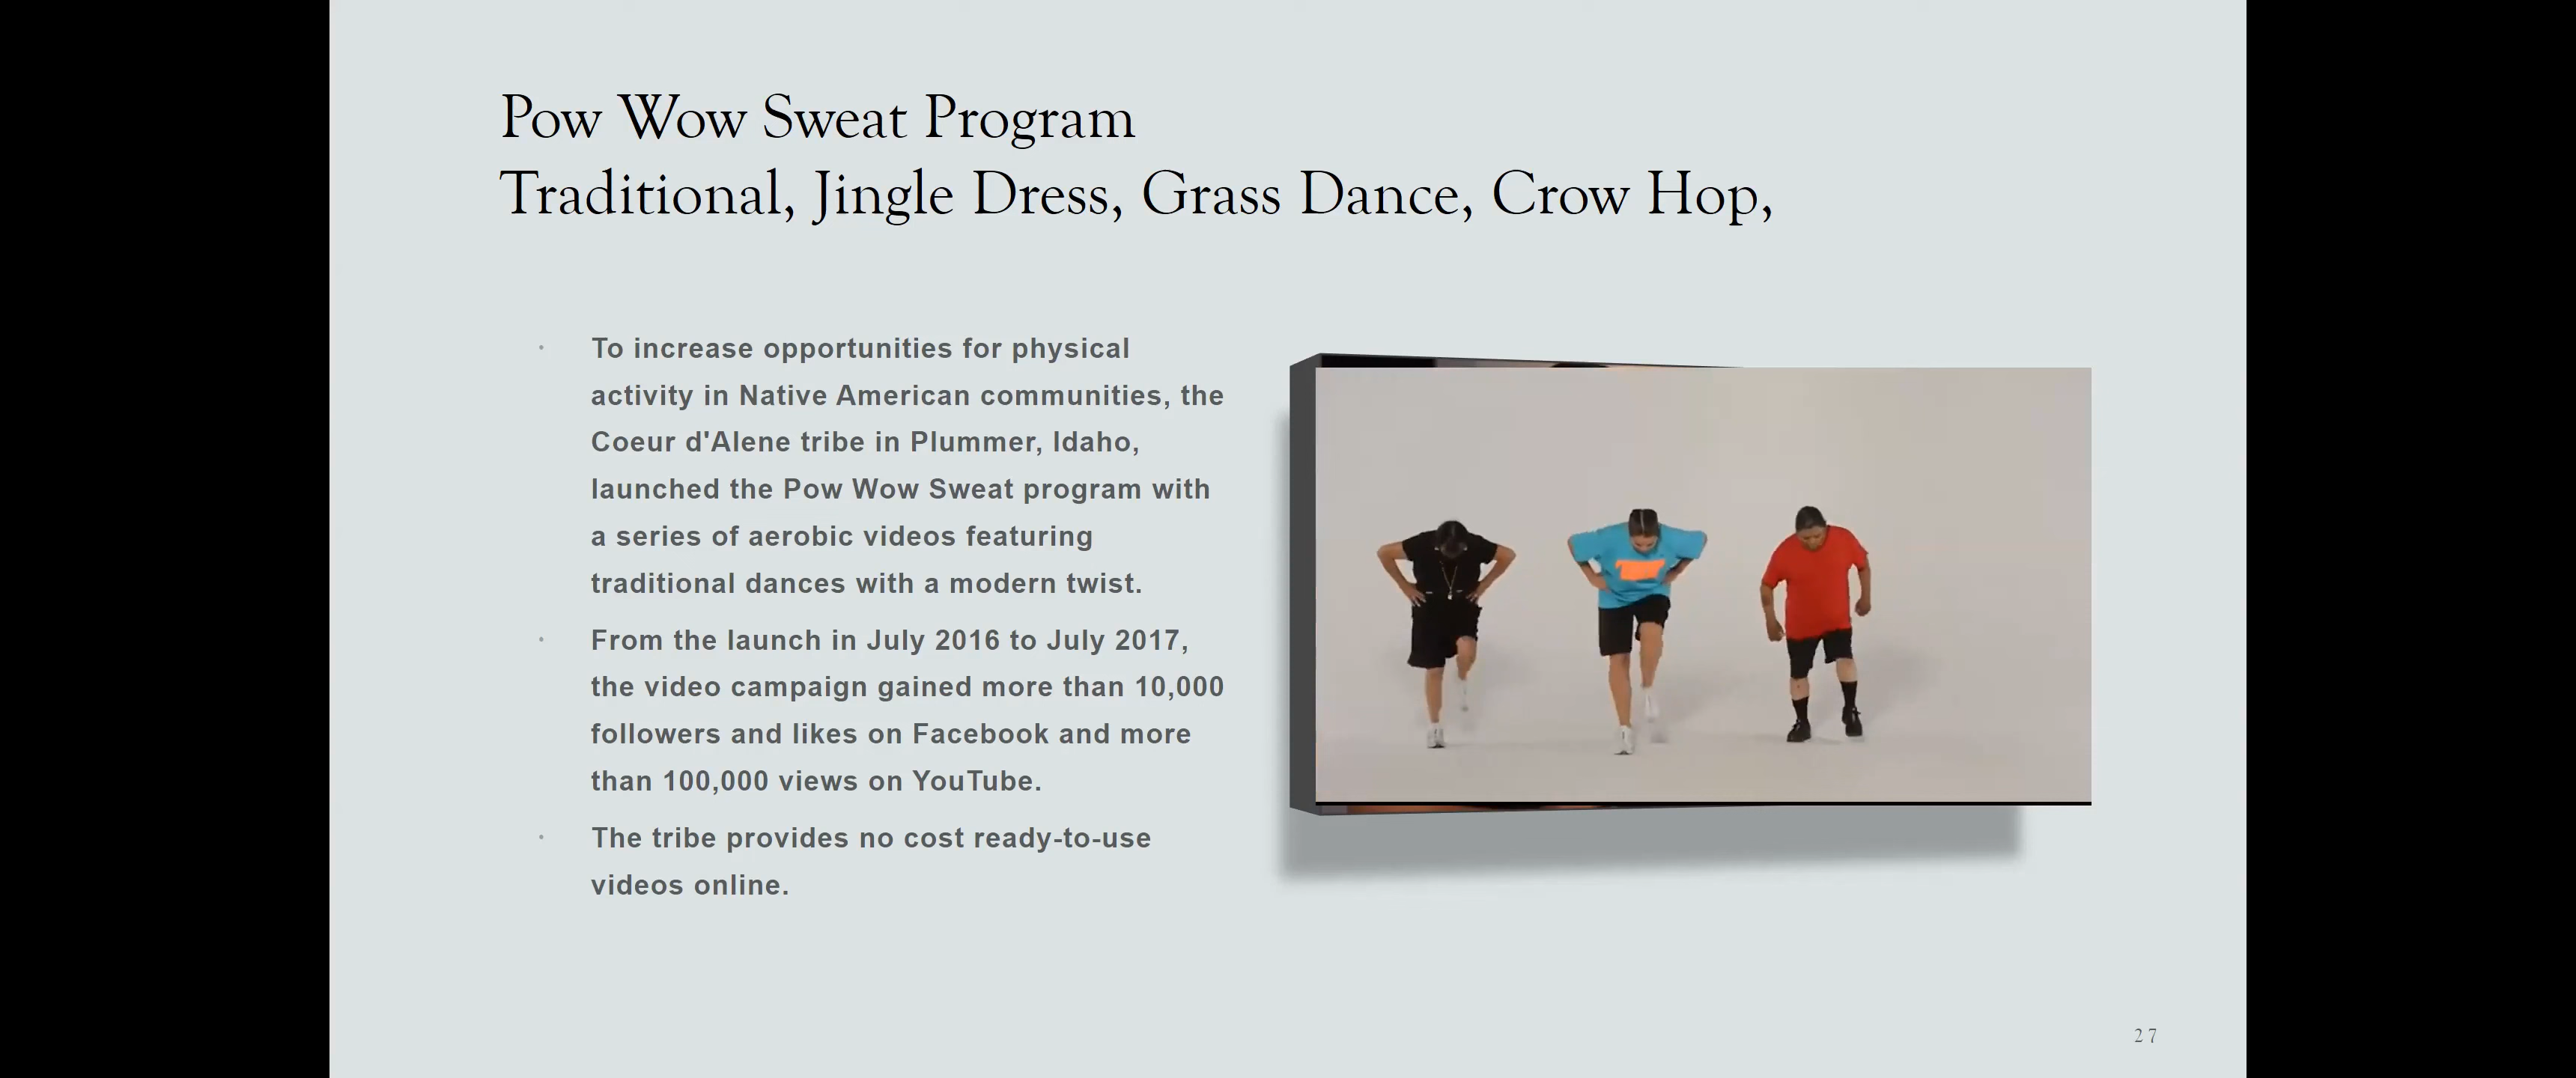 Pow Wow Sweat Program
Traditional, Jingle Dress, Grass Dance, Crow Hop,
· To increase opportunities for physical
activity in Native American communities, the
Coeur d'Alene tribe in Plummer, Idaho,
launched the Pow Wow Sweat program with
a series of aerobic videos featuring
traditional dances with a modern twist.
· From the launch in July 2016 to July 2017,
the video campaign gained more than 10,000
followers and likes on Facebook and more
than 100,000 views on YouTube.
· The tribe provides no cost ready-to-use
videos online.
27